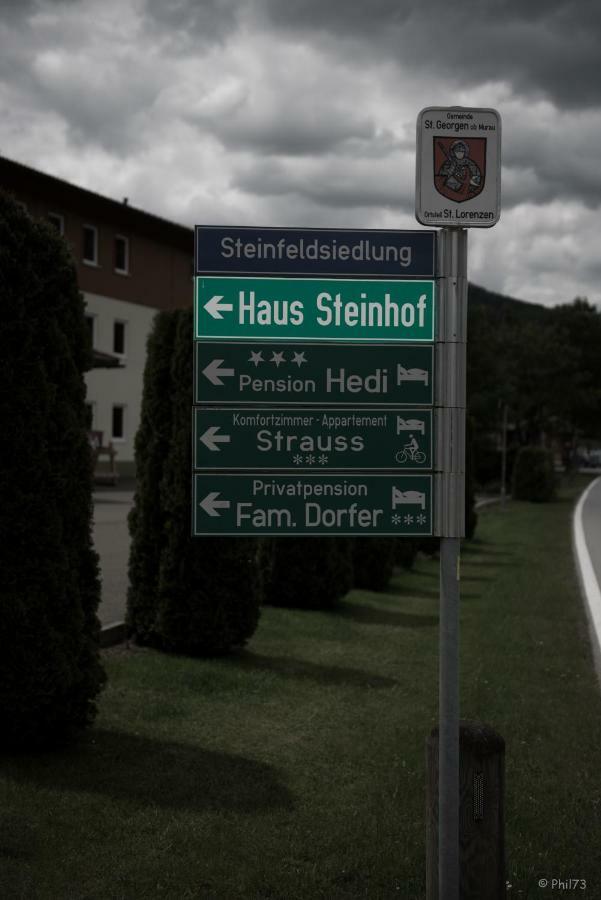 Gemeinde
St. Georgen ob Murau
Ortsteil St. Lorenzen
Steinfeldsiedlung
Haus Steinhof
Pension Hedi
Komfortzimmer - Appartement
Strauss
Privatpension
Fam. Dorfer
© Phil73